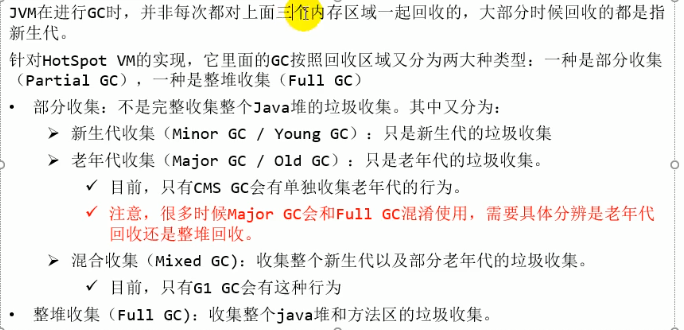 JVM在进行GC时，并非每次都对上面三个内存区域一起回收的，大部分时候回收的都是指
新生代。
针对HotSpot VM的实现，它里面的GC按照回收区域又分为两大种类型：一种是部分收集
（Partial GC），一种是整堆收集（Full GC）
• 部分收集：不是完整收集整个Java堆的垃圾收集。其中又分为：
➢ 新生代收集（Minor GC / Young GC）：只是新生代的垃圾收集
➢ 老年代收集（Major GC / Old GC）：只是老年代的垃圾收集。
✓ 目前，只有CMS GC会有单独收集老年代的行为。
✓ 注意，很多时候Major GC会和Full GC混淆使用，需要具体分辨是老年代
回收还是整堆回收。
➢ 混合收集（Mixed GC）：收集整个新生代以及部分老年代的垃圾收集。
✓ 目前，只有G1 GC会有这种行为
• 整堆收集（Full GC）：收集整个java堆和方法区的垃圾收集。